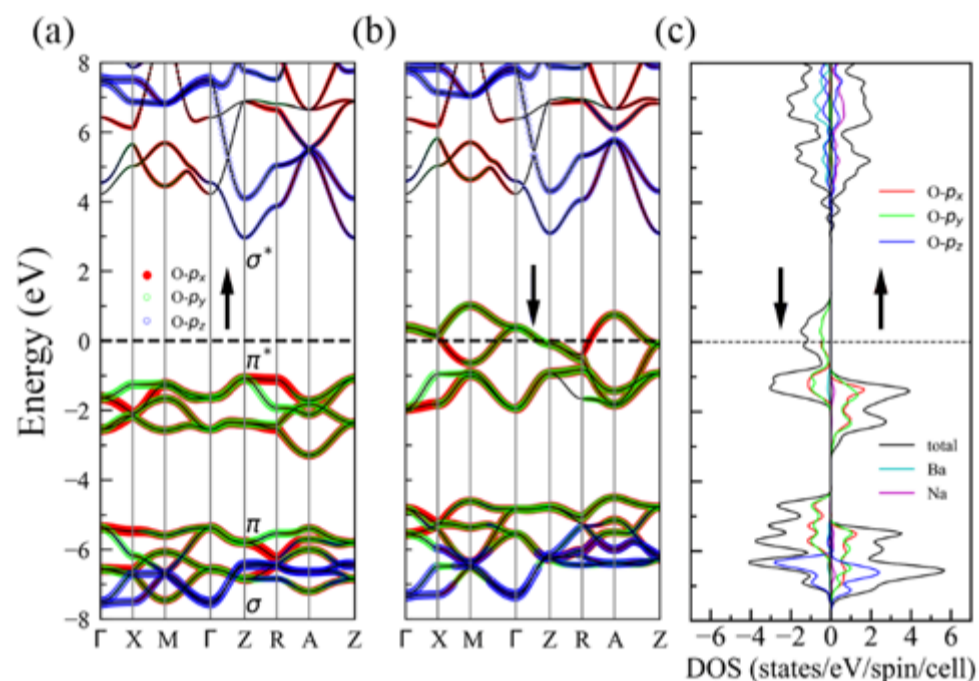 (a)
(b)
(c)
Energy (eV)
8
6
4
2
0
−2
−4
−6
−8
σ*
O-px
O-py
O-pz
π*
π
σ
Γ X M Γ Z R A Z
Γ X M Γ Z R A Z
O-px
O-py
O-pz
total
Ba
Na
−6 −4 −2 0 2 4 6
DOS (states/eV/spin/cell)